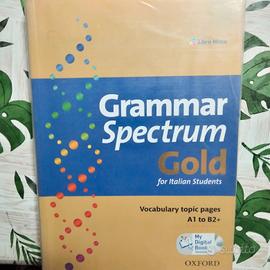 Libro Misto
Grammar
Spectrum
Gold
for Italian Students
Vocabulary topic pages
A1 to B2+
My
Digital
Book
OXFORD